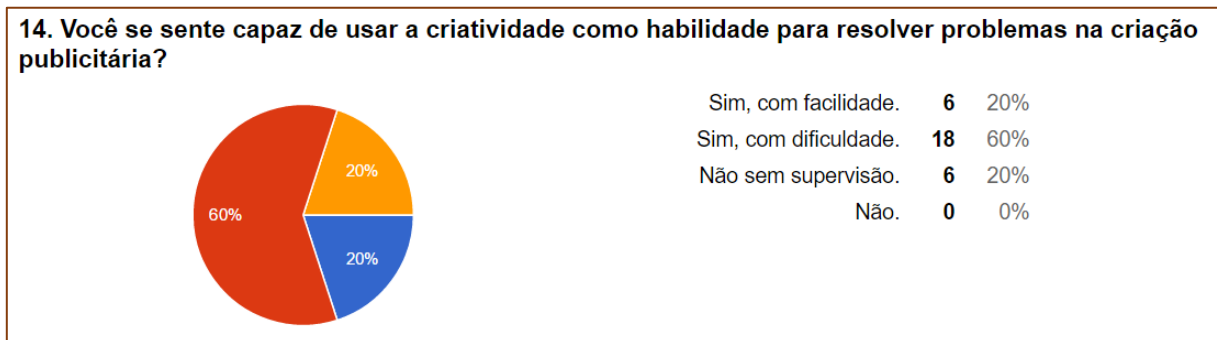 14. Você se sente capaz de usar a criatividade como habilidade para resolver problemas na criação
publicitária?
Sim, com facilidade. 6 20%
Sim, com dificuldade. 18 60%
Não sem supervisão. 6 20%
Não. 0 0%
20%
60%
20%